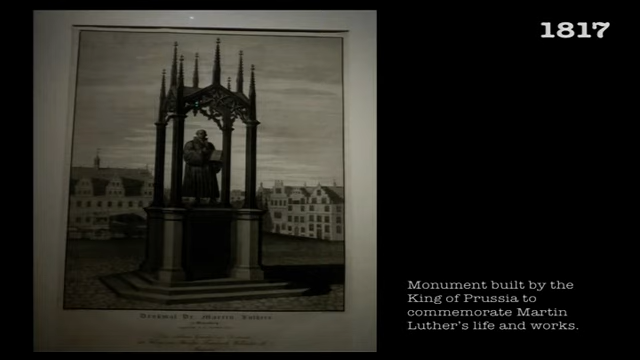 1817
Denkmal Dr. Martin Luthers
Monument built by the
King of Prussia to
commemorate Martin
Luther's life and works.